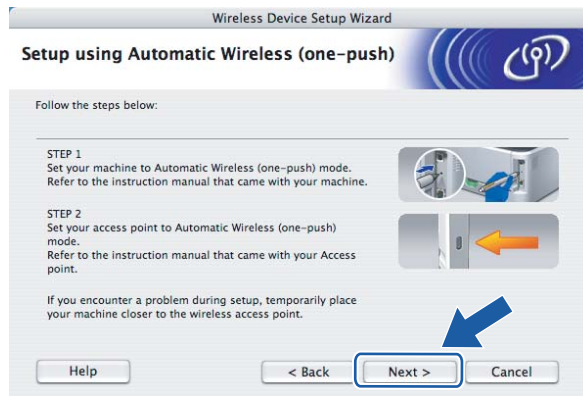 Wireless Device Setup Wizard
Setup using Automatic Wireless (one-push)
Follow the steps below:
STEP 1
Set your machine to Automatic Wireless (one-push) mode.
Refer to the instruction manual that came with your machine.
STEP 2
Set your access point to Automatic Wireless (one-push)
mode.
Refer to the instruction manual that came with your Access
point.
If you encounter a problem during setup, temporarily place
your machine closer to the wireless access point.
Help
< Back
Next >
Cancel